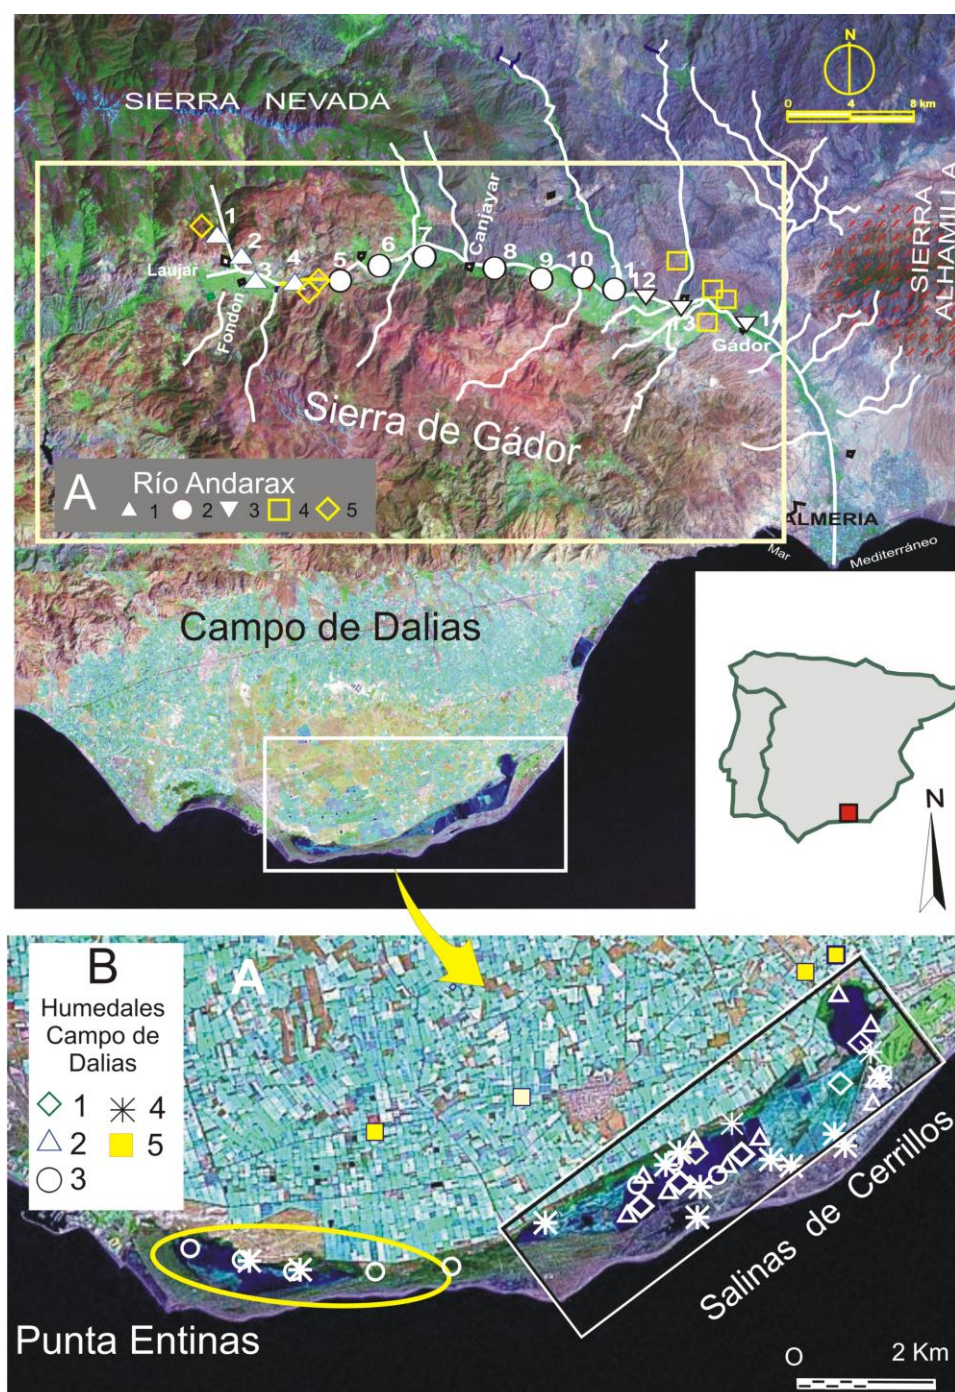 N
0 4 8 km
SIERRA NEVADA
SIERRA
ALHAMILLA
1
2
3
4
5
6
7
8
9
10
11
12
13
1
Laujar
Fondon
Canjayar
Gádor
Sierra de Gádor
A Río Andarax
1 2 3 4 5
ALMERIA
Mar Mediterráneo
Campo de Dalias
N
B
Humedales
Campo de
Dalias
1 4
2 5
3
A
Salinas de Cerrillos
Punta Entinas
O 2 Km